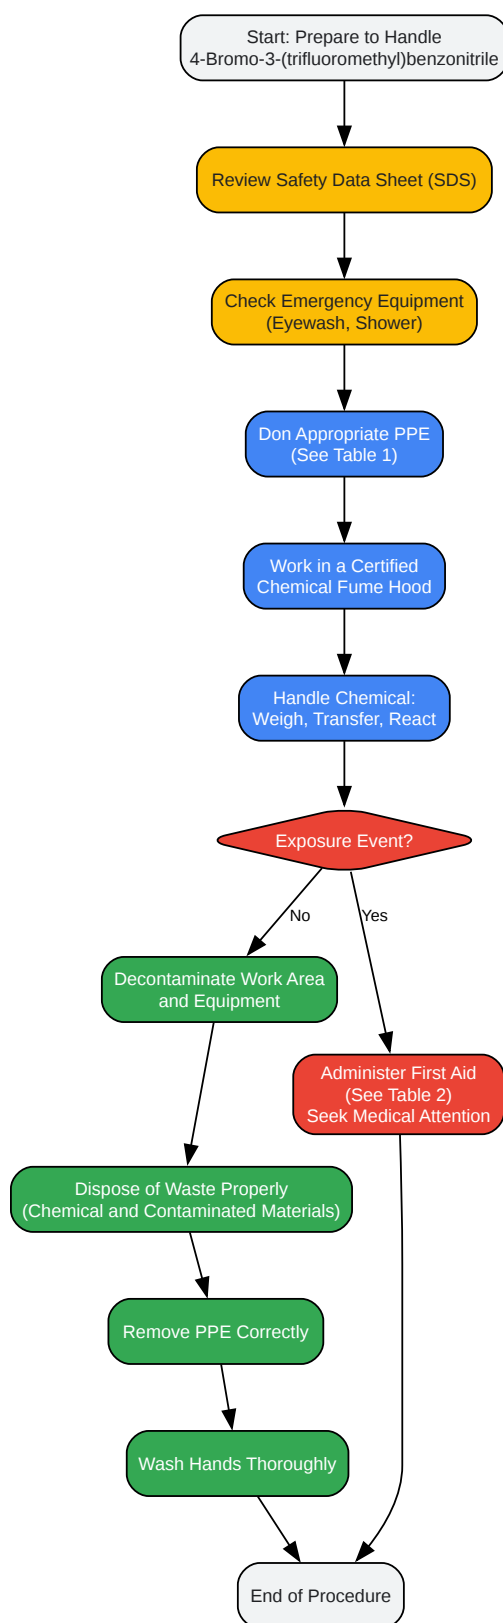 Start: Prepare to Handle
4-Bromo-3-(trifluoromethyl)benzonitrile
Review Safety Data Sheet (SDS)
Check Emergency Equipment
(Eyewash, Shower)
Don Appropriate PPE
(See Table 1)
Work in a Certified
Chemical Fume Hood
Handle Chemical:
Weigh, Transfer, React
Exposure Event?
No
Yes
Decontaminate Work Area
and Equipment
Administer First Aid
(See Table 2)
Seek Medical Attention
Dispose of Waste Properly
(Chemical and Contaminated Materials)
Remove PPE Correctly
Wash Hands Thoroughly
End of Procedure